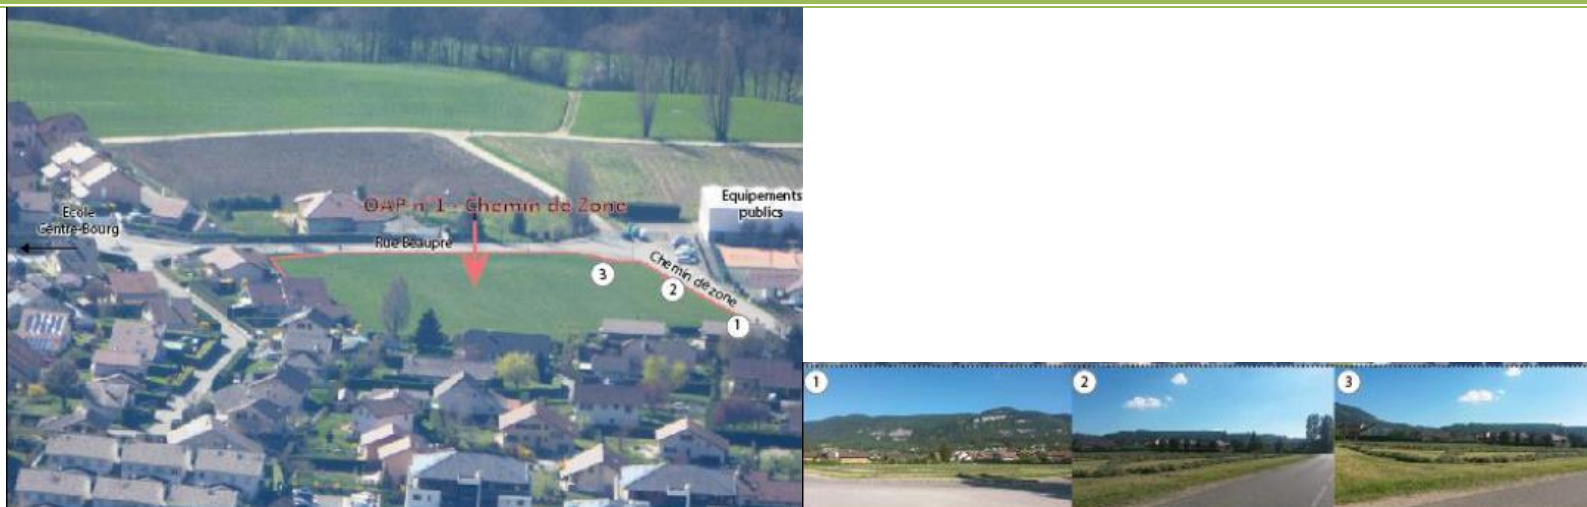 OAP n°1 - Chemin de Zone
Equipements
publics
Ecole
Centre-Bourg
Rue Beaupré
Chemin de zone
3
2
1
1
2
3